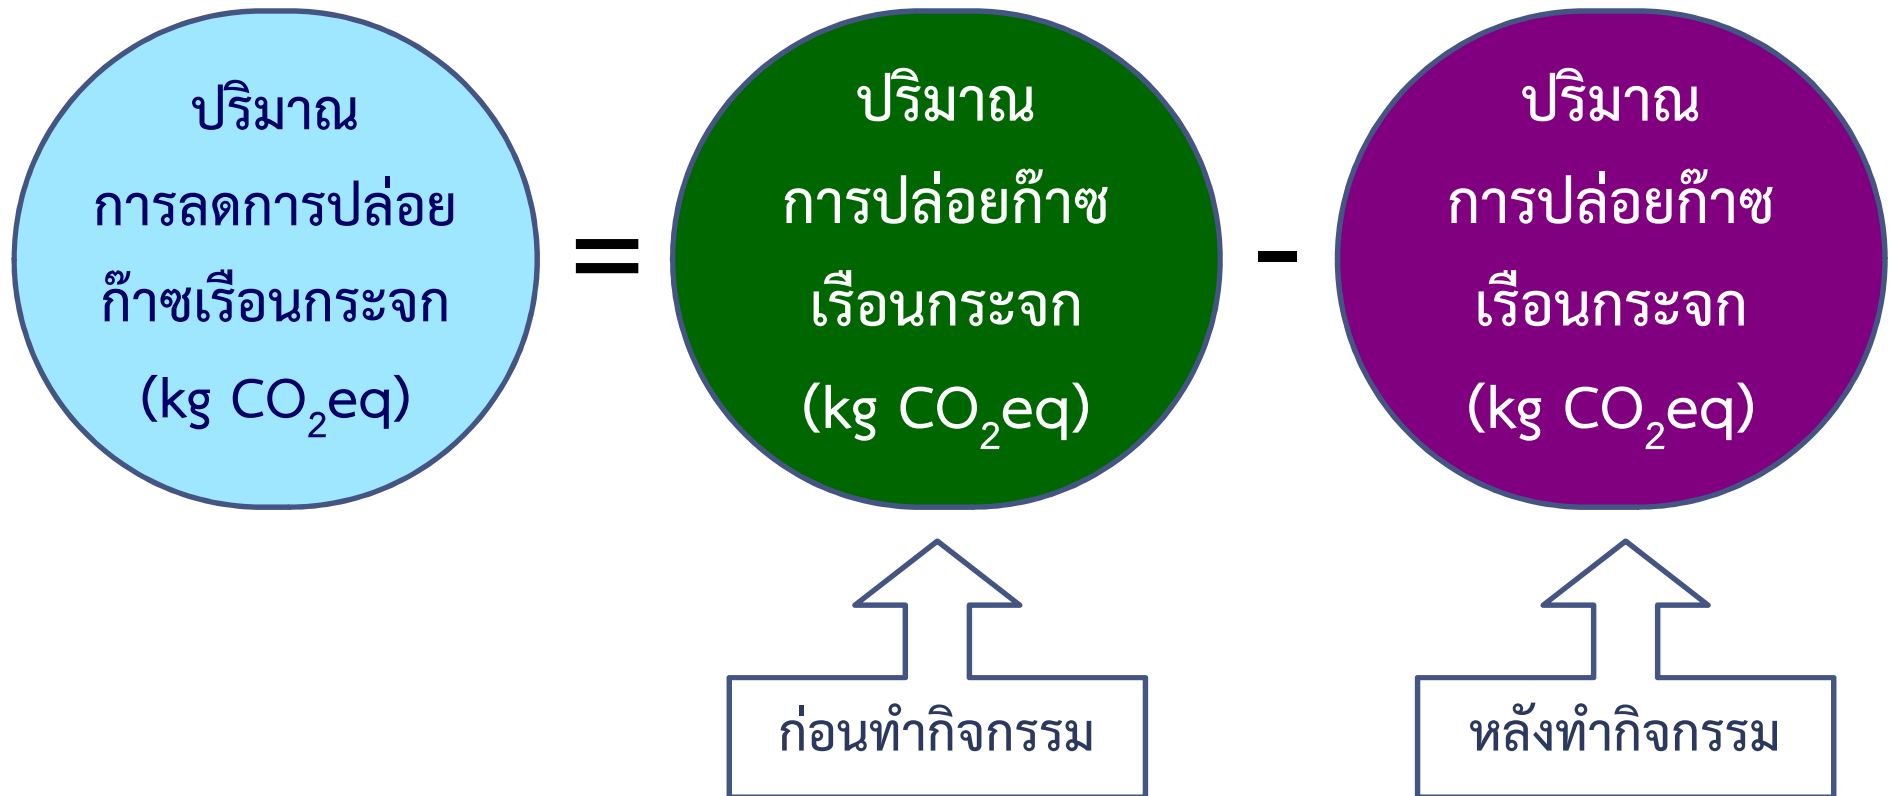 ปริมาณ
การลดการปล่อย
ก๊าซเรือนกระจก
(kg CO₂eq)
=
ปริมาณ
การปล่อยก๊าซ
เรือนกระจก
(kg CO₂eq)
-
ปริมาณ
การปล่อยก๊าซ
เรือนกระจก
(kg CO₂eq)
ก่อนทำกิจกรรม
หลังทำกิจกรรม